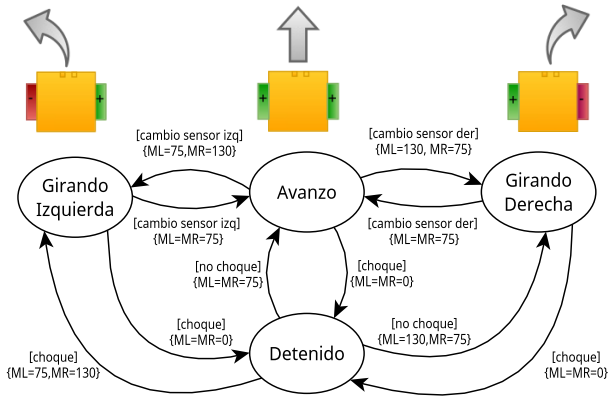 -
+
+
+
+
-
[cambio sensor izq]
{ML=75,MR=130}
[cambio sensor der]
{ML=130, MR=75}
Girando
Izquierda
Avanzo
Girando
Derecha
[cambio sensor izq]
{ML=MR=75}
[cambio sensor der]
{ML=MR=75}
[no choque]
{ML=MR=75}
[choque]
{ML=MR=0}
[choque]
{ML=MR=0}
[no choque]
{ML=130,MR=75}
Detenido
[choque]
{ML=75,MR=130}
[choque]
{ML=MR=0}